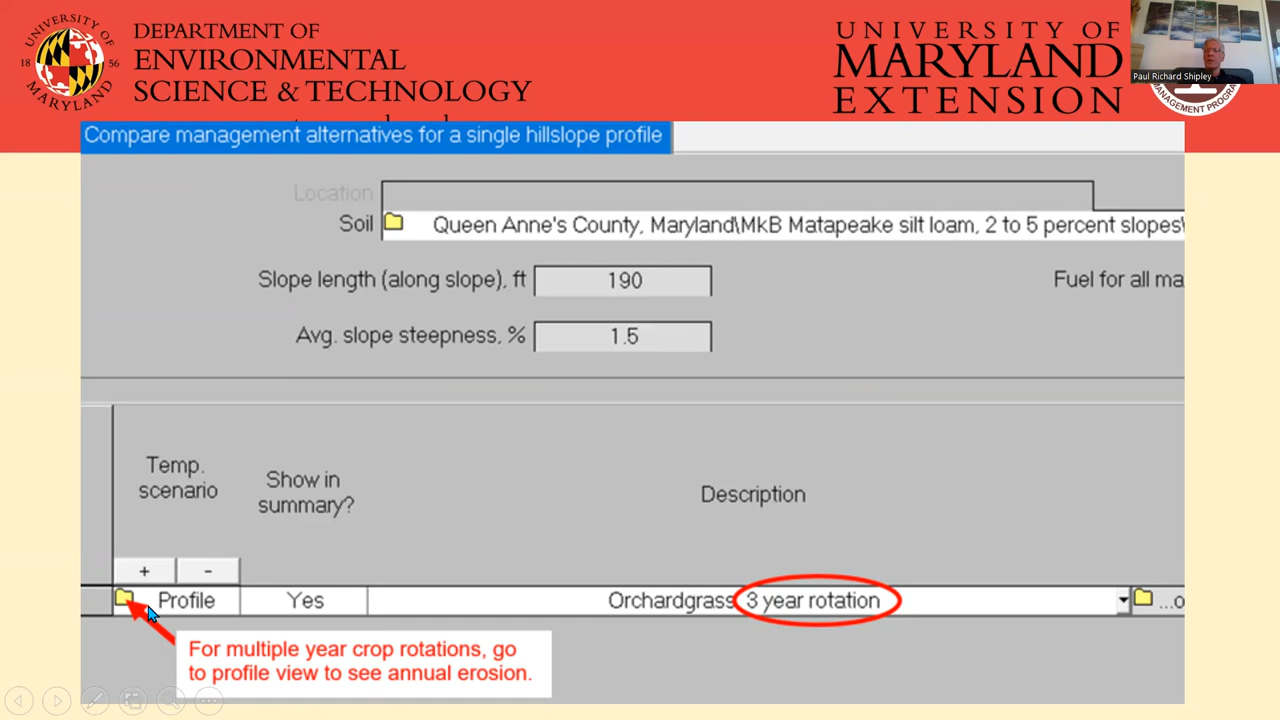 UNIVERSITY OF
18 56
MARYLAND
DEPARTMENT OF
ENVIRONMENTAL
SCIENCE & TECHNOLOGY
UNIVERSITY OF
MARYLAND
EXTENSION
Paul Richard Shipley
MANAGEMENT PROGR
Compare management alternatives for a single hillslope profile
Location
Soil Queen Anne's County, Maryland\MkB Matapeake silt loam, 2 to 5 percent slopes\
Slope length (along slope), ft 190 Fuel for all ma
Avg. slope steepness, % 1.5
Temp.
scenario
Show in
summary?
Description
+ -
Profile Yes Orchardgrass 3 year rotation ...o
For multiple year crop rotations, go
to profile view to see annual erosion.